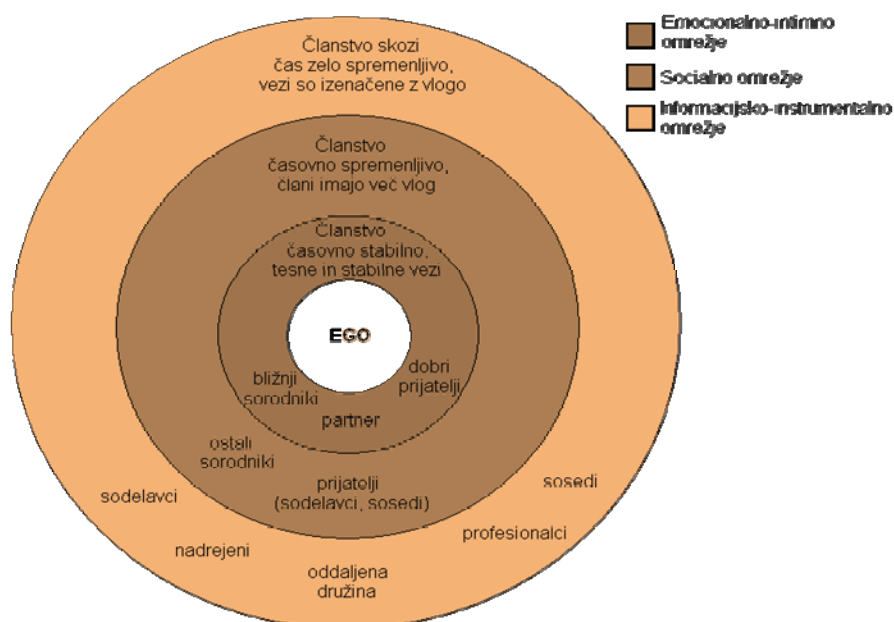 Članstvo skozi
čas zelo spremenljivo,
vezi so izenačene z vlogo
Članstvo
časovno spremenljivo,
člani imajo več vlog
Članstvo
časovno stabilno,
tesne in stabilne vezi
EGO
bližnji
sorodniki
dobri
prijatelji
partner
ostali
sorodniki
prijatelji
(sodelavci, sosedi)
sodelavci
nadrejeni
oddaljena
družina
profesionalci
sosedi
Emocionalno-intimno
omrežje
Socialno omrežje
Informacijsko-instrumentalno
omrežje